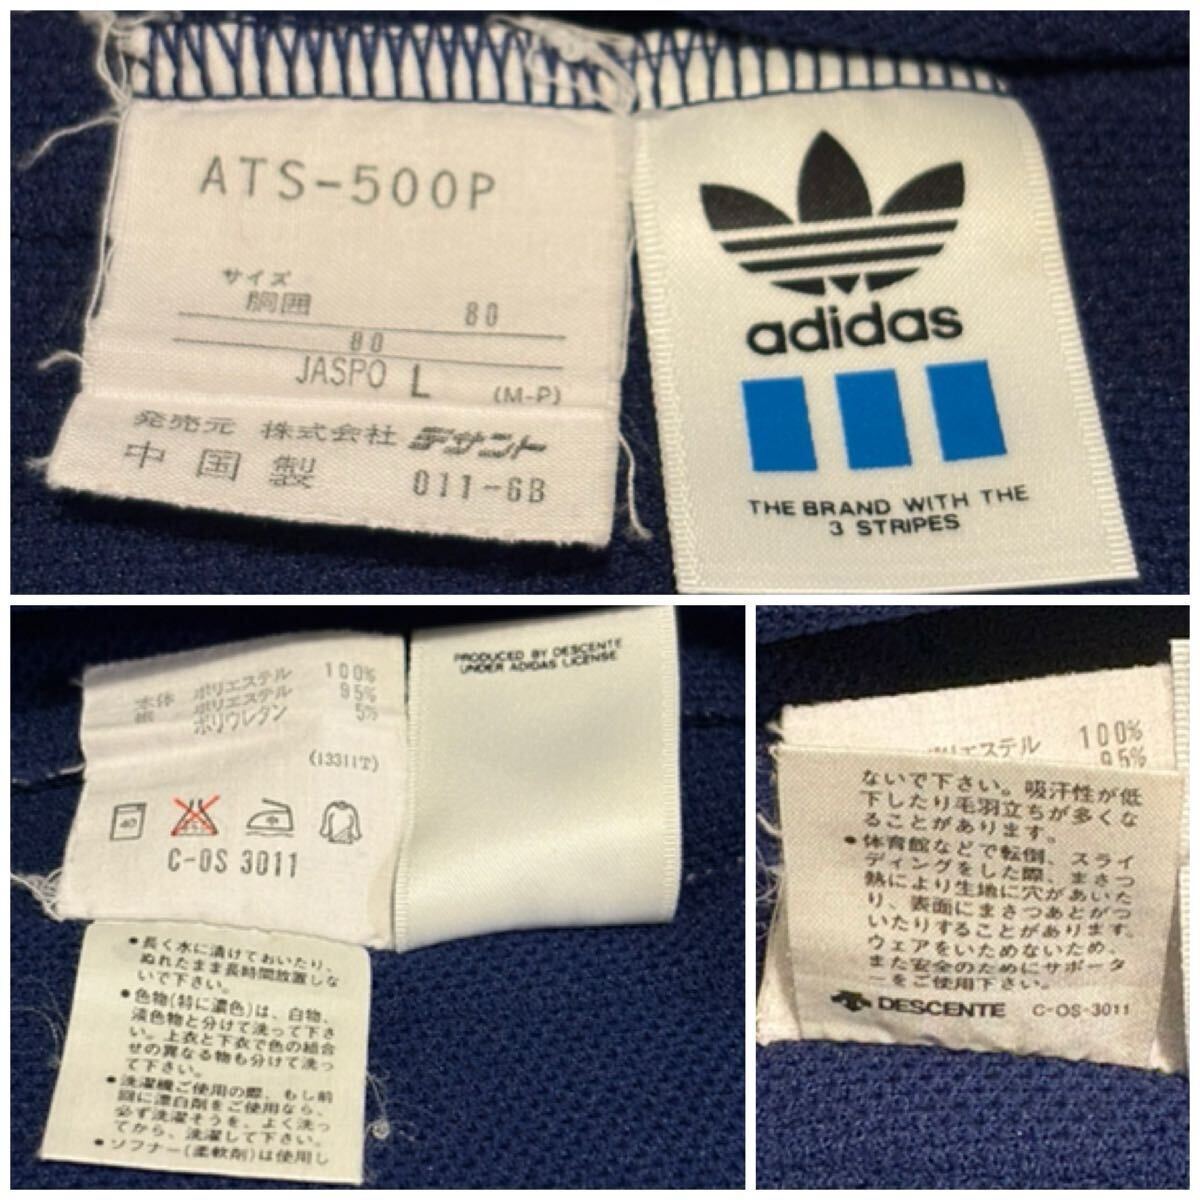 ATS-500P
サイズ
胴囲 80
80
JASPO L (M-P)
発売元 株式会社 デサント
中国製 011-6B
adidas
THE BRAND WITH THE
3 STRIPES
本体 ポリエステル 100%
ポリエステル 95%
ポリウレタン 5%
(13311T)
40
C-OS 3011
PRODUCED BY DESCENTE
UNDER ADIDAS LICENSE
●長く水に漬けておいたり、
ぬれたまま長時間放置しな
いで下さい。
●色物(特に濃色)は、白物、
淡色物と分けて洗って下さ
い。上衣と下衣で色の組合
せの異なる物も分けて洗っ
て下さい。
●洗濯機ご使用の際、もし前
回に漂白剤をご使用なら、
必ず洗濯そうを、よく洗っ
てから、洗濯して下さい。
●ソフナー(柔軟剤)は使用し
ポリエステル 100%
95%
ないで下さい。吸汗性が低
下したり毛羽立ちが多くな
ることがあります。
●体育館などで転倒、スライ
ディングをした際、まさつ
熱により生地に穴があいた
り、表面にまさつあとがつ
いたりすることがあります。
ウェアをいためないため、
また安全のためにサポータ
ーをご使用下さい。
DESCENTE C-OS-3011